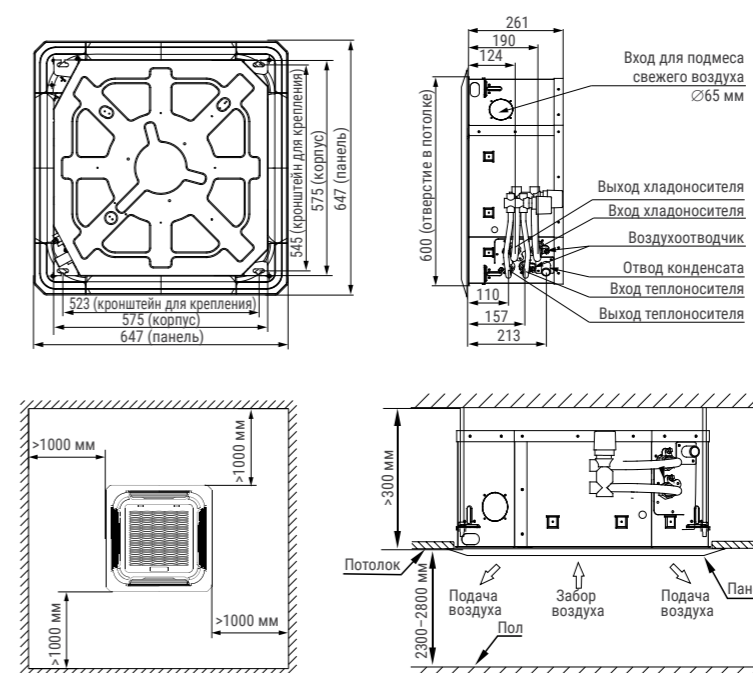 545 (кронштейн для крепления)
575 (корпус)
647 (панель)
523 (кронштейн для крепления)
575 (корпус)
647 (панель)
261
190
124
600 (отверстие в потолке)
Вход для подмеса
свежего воздуха
∅65 мм
Выход хладоносителя
Вход хладоносителя
Воздухоотводчик
Отвод конденсата
Вход теплоносителя
Выход теплоносителя
110
157
213
>1000 мм
>1000 мм
>1000 мм
>1000 мм
>300 мм
Потолок
2300–2800 мм
Подача
воздуха
Забор
воздуха
Подача
воздуха
Пан
Пол